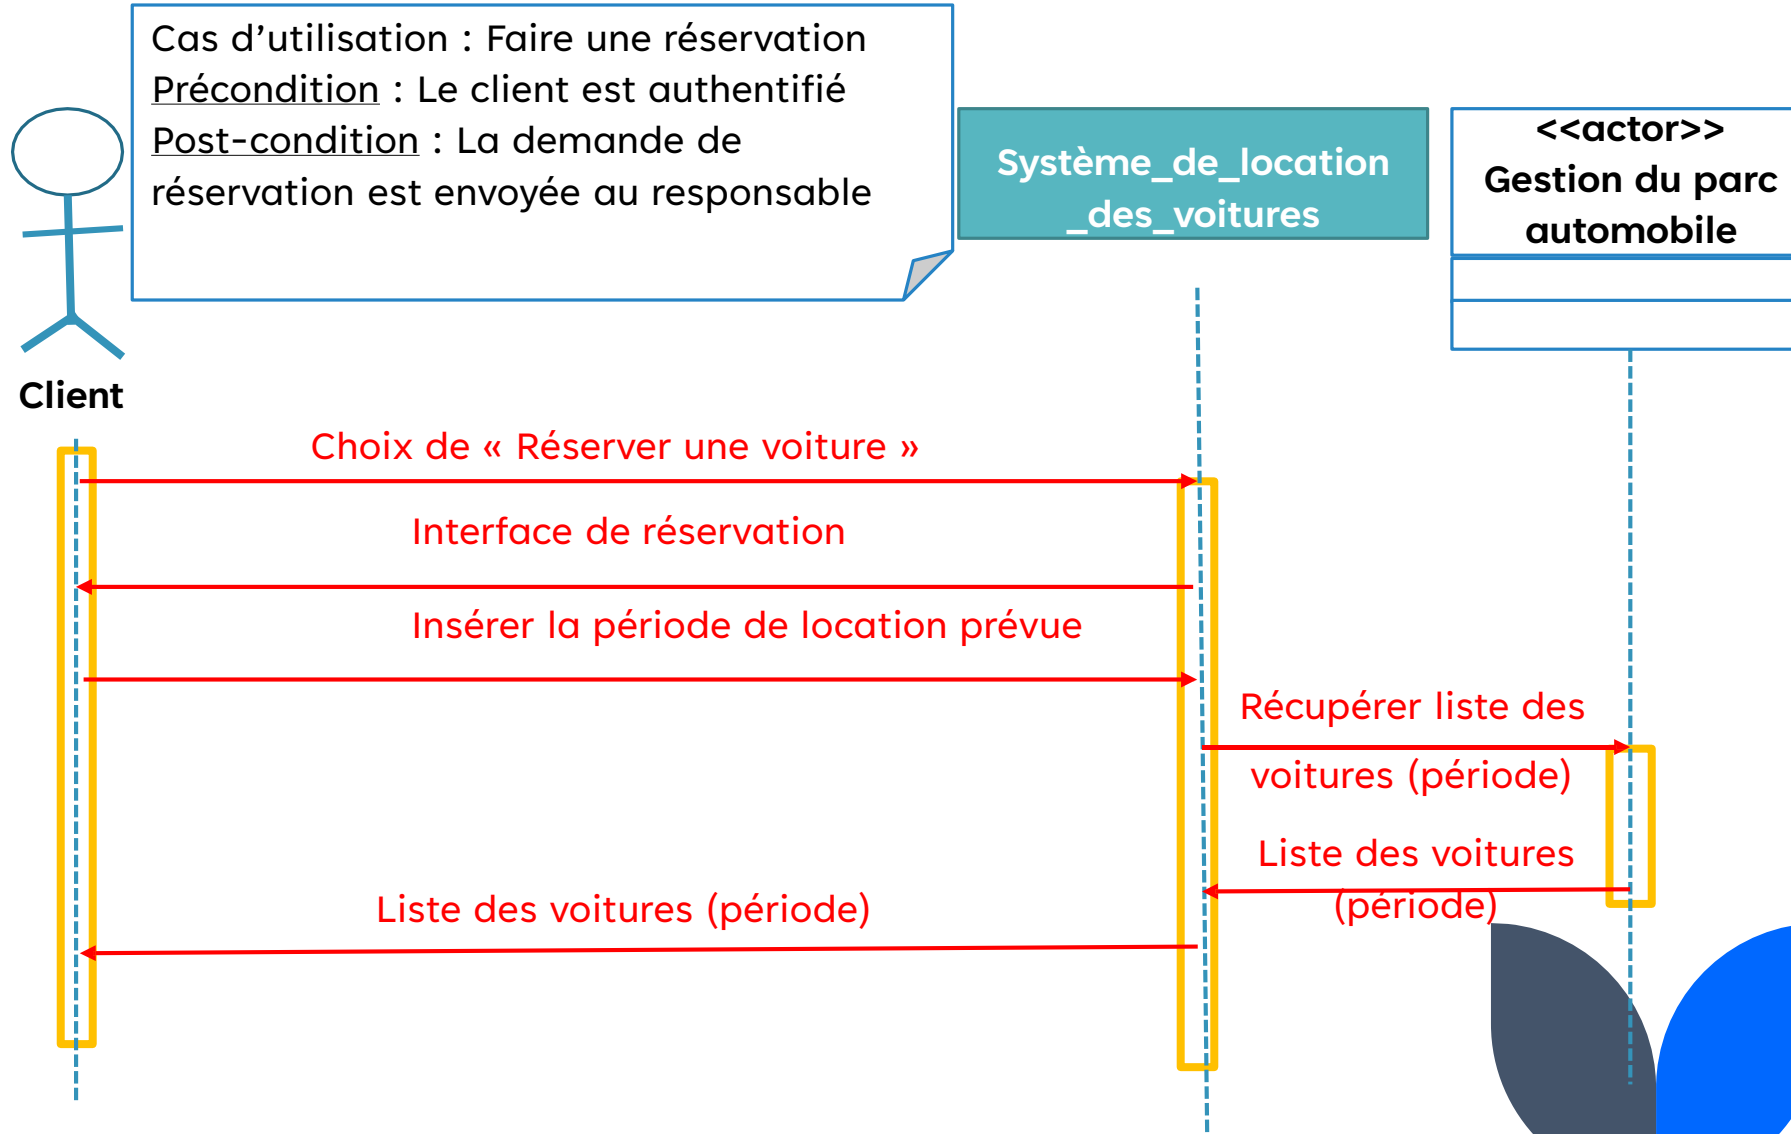 Cas d’utilisation : Faire une réservation
Précondition : Le client est authentifié
Post-condition : La demande de
réservation est envoyée au responsable
Système_de_location
_des_voitures
<<actor>>
Gestion du parc
automobile
Client
Choix de « Réserver une voiture »
Interface de réservation
Insérer la période de location prévue
Récupérer liste des
voitures (période)
Liste des voitures
(période)
Liste des voitures (période)